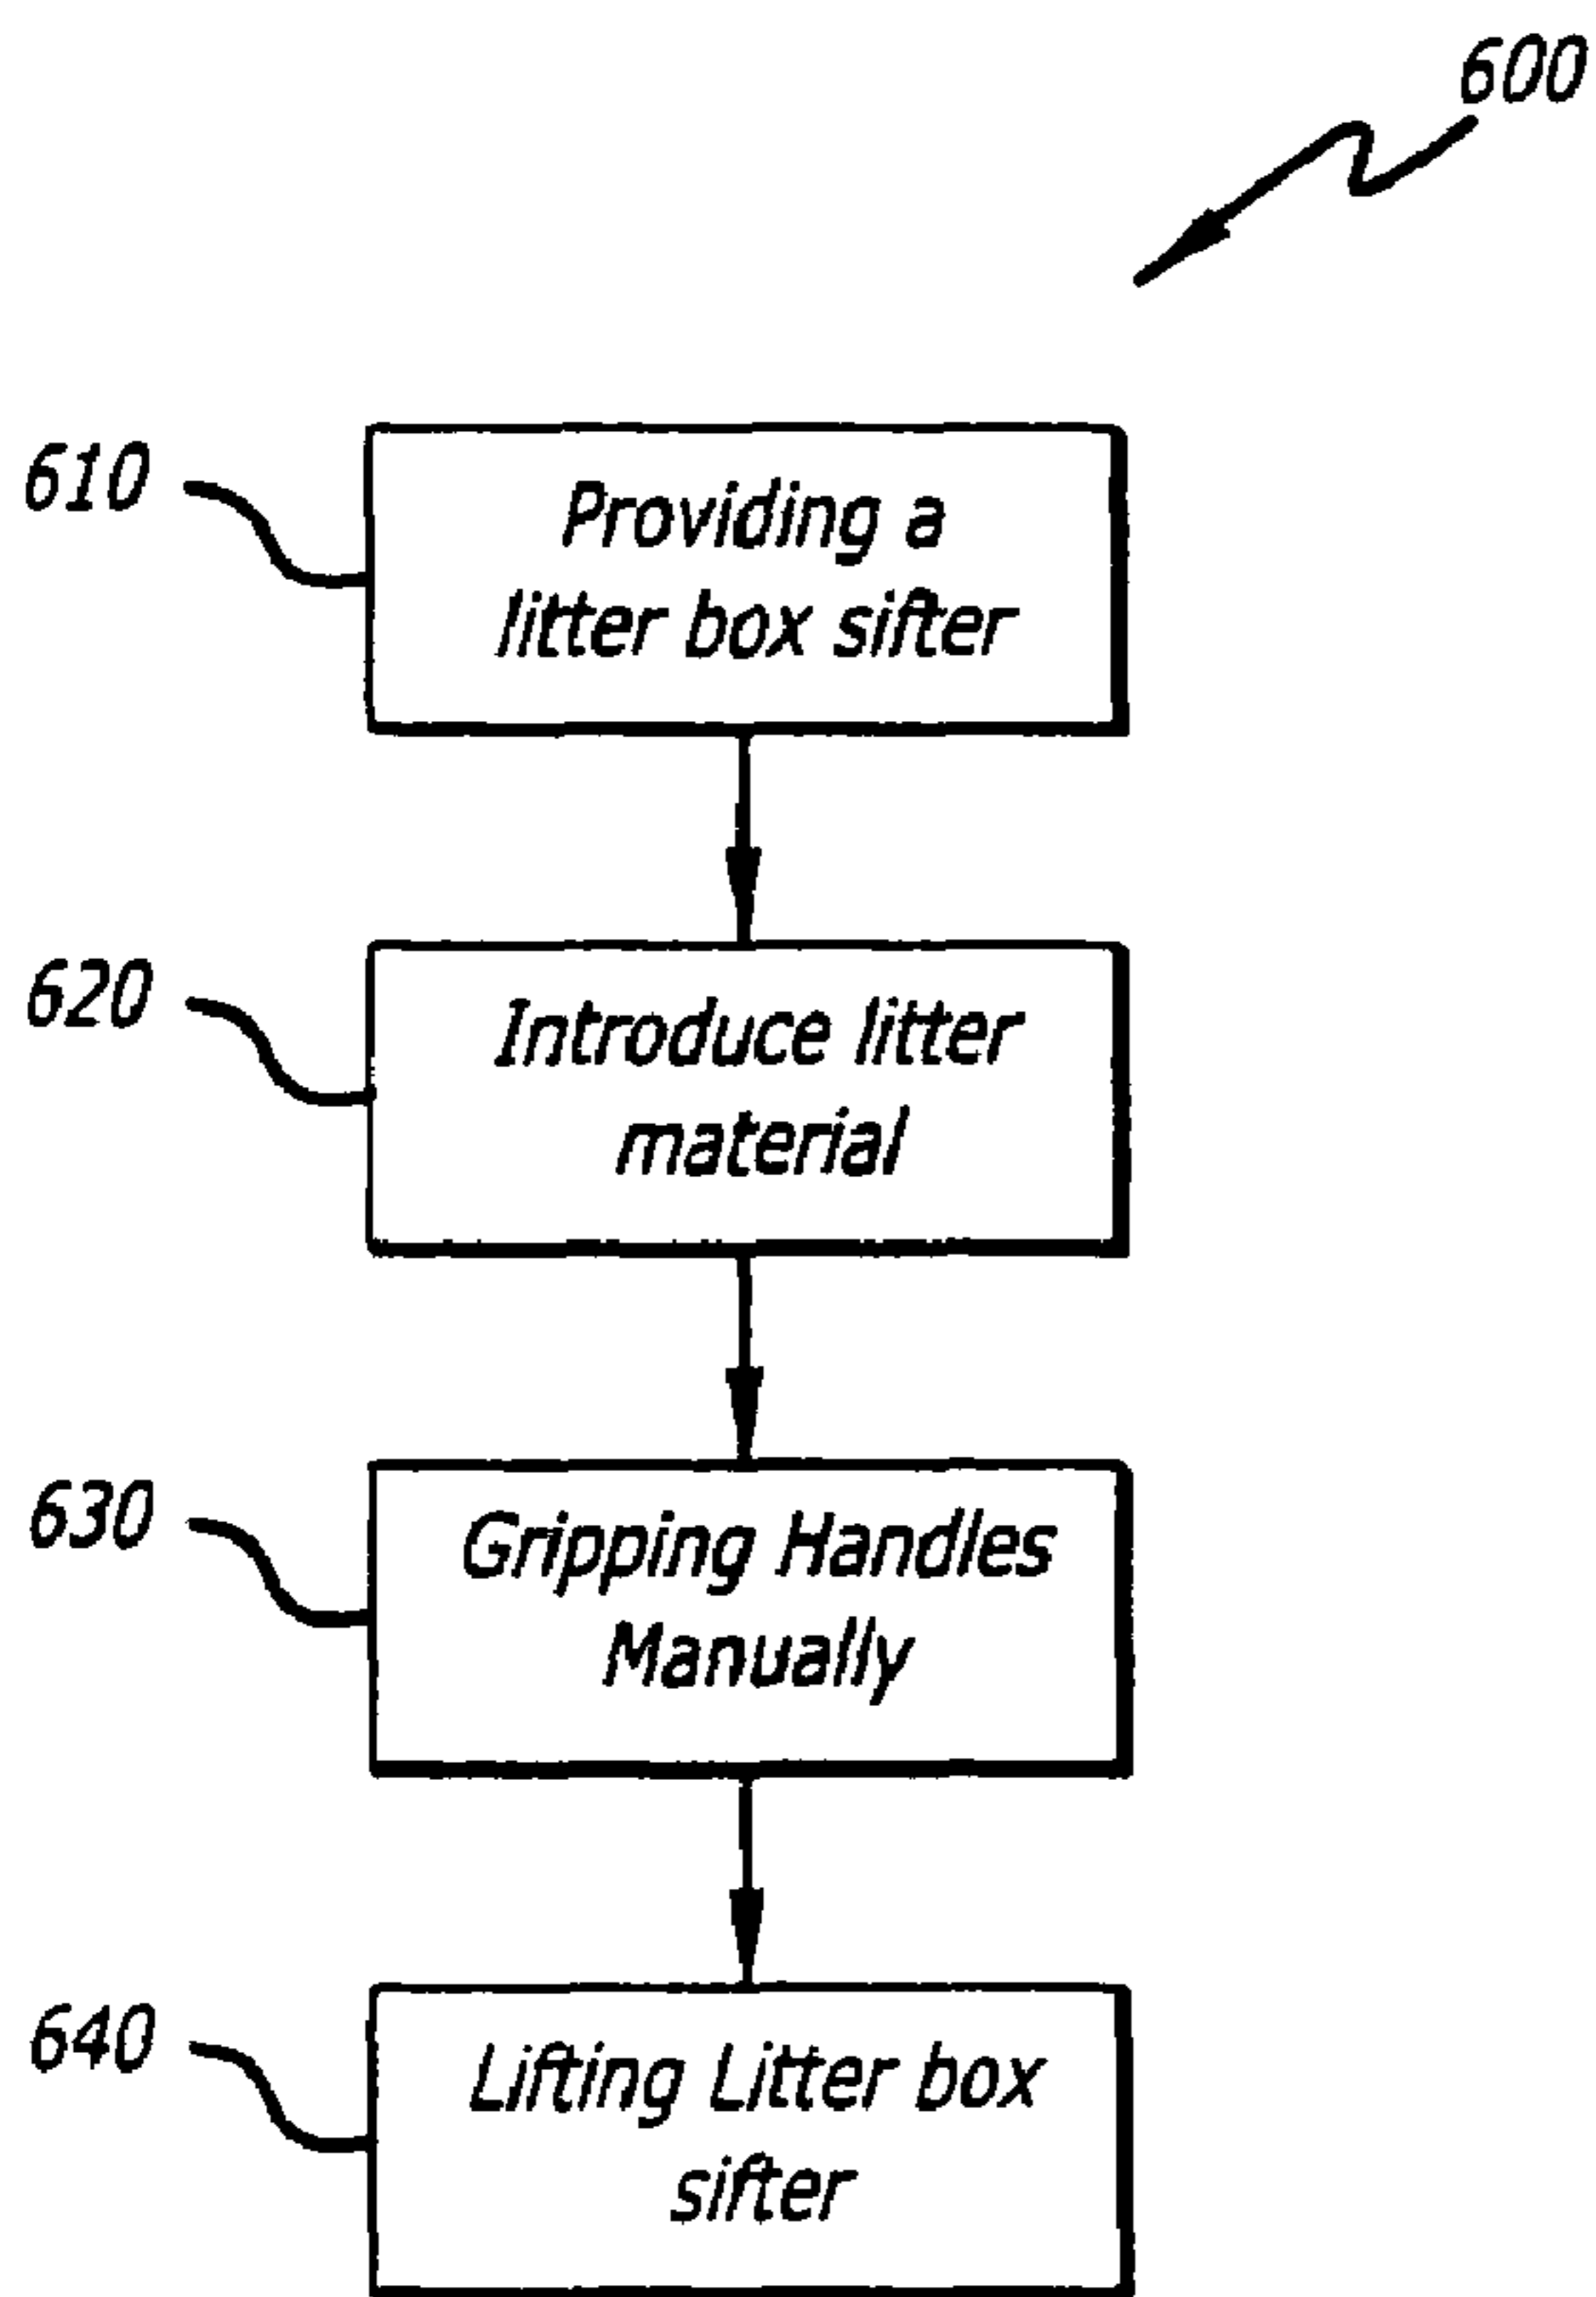 600
610
Providing a
litter box sifter
620
Introduce litter
material
630
Gripping Handles
Manually
640
Lifting Litter box
sifter